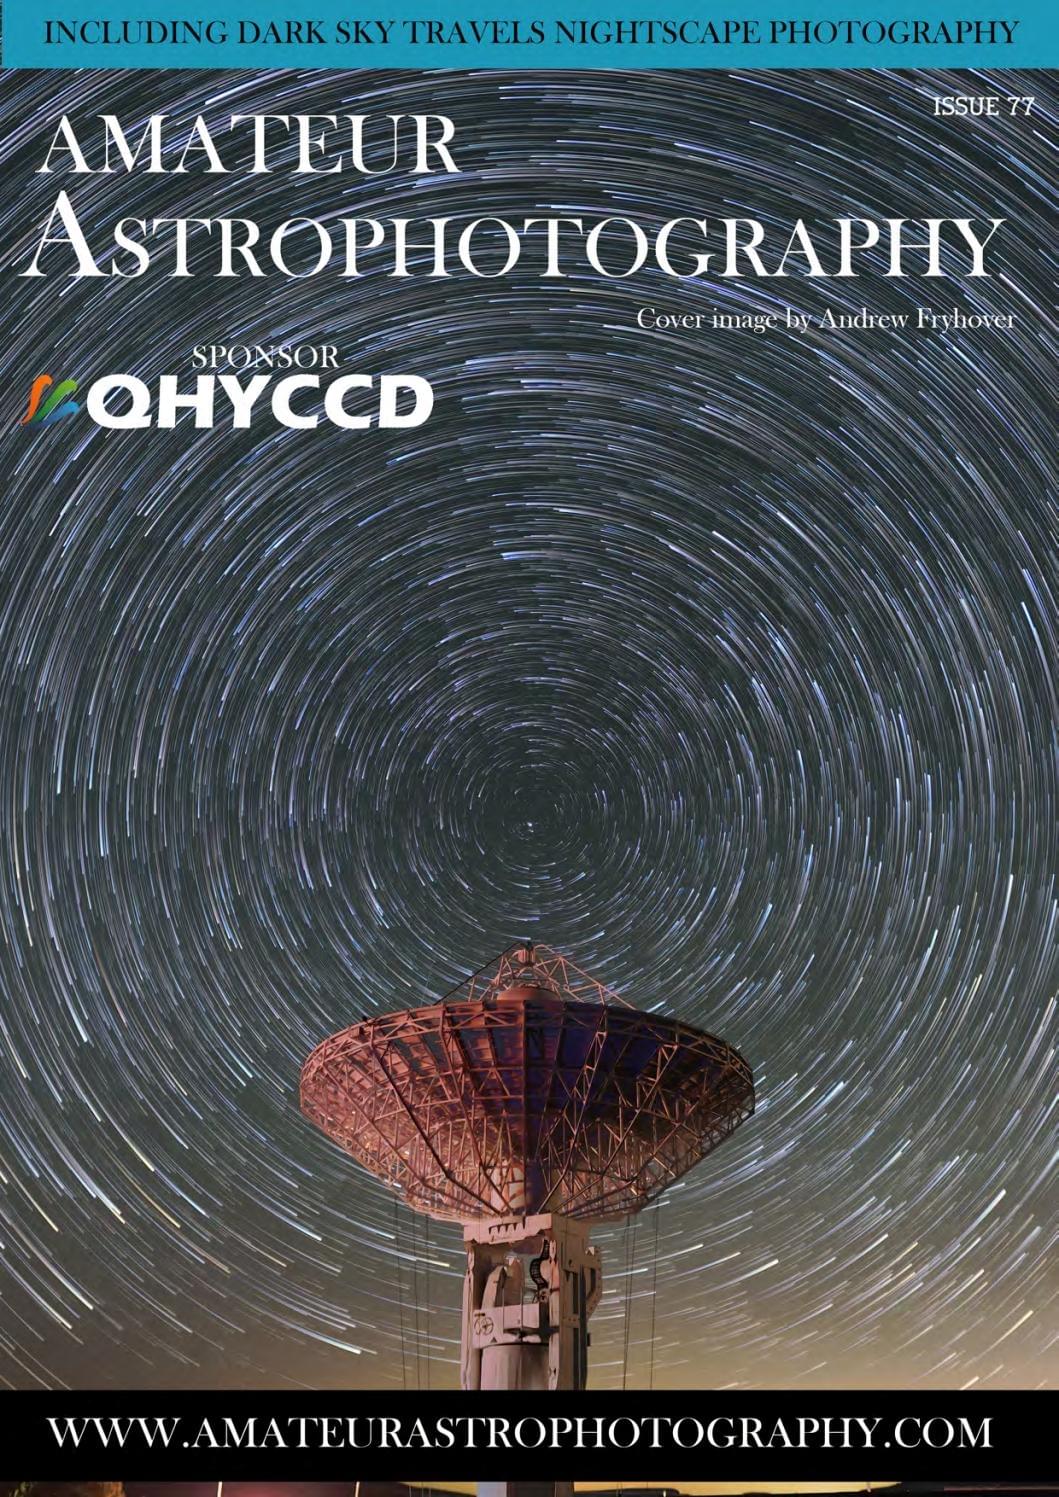 INCLUDING DARK SKY TRAVELS NIGHTSCAPE PHOTOGRAPHY
ISSUE 77
AMATEUR
ASTROPHOTOGRAPHY
Cover image by Andrew Fryhover
SPONSOR
QHYCCD
WWW.AMATEURASTROPHOTOGRAPHY.COM